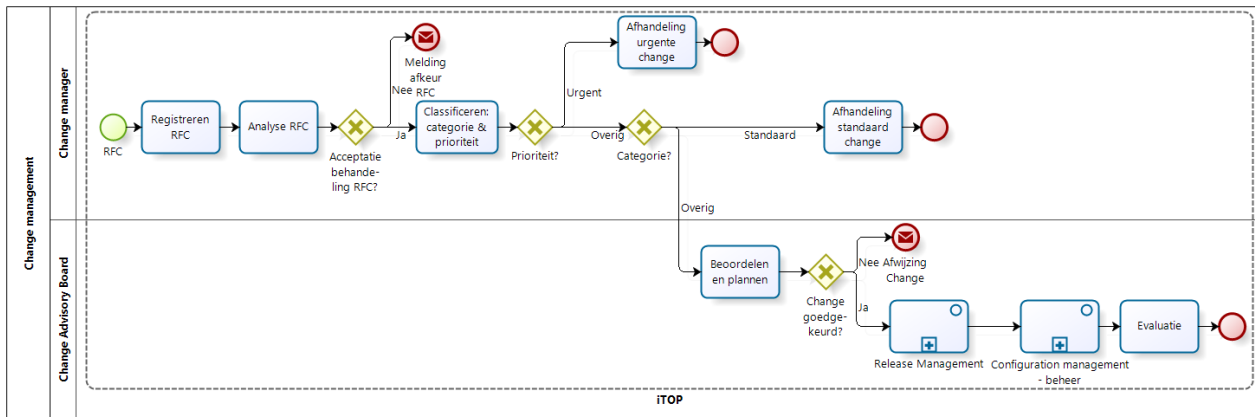 Change management
Change manager
RFC
Registreren
RFC
Analyse RFC
Acceptatie
behande-
ling RFC?
Nee
Melding
afkeur
RFC
Ja
Classificeren:
categorie &
prioriteit
Prioriteit?
Urgent
Afhandeling
urgente
change
Overig
Categorie?
Standaard
Afhandeling
standaard
change
Overig
Change Advisory Board
Beoordelen
en plannen
Change
goedge-
keurd?
Nee
Afwijzing
Change
Ja
Release Management
Configuration management
- beheer
Evaluatie
iTOP